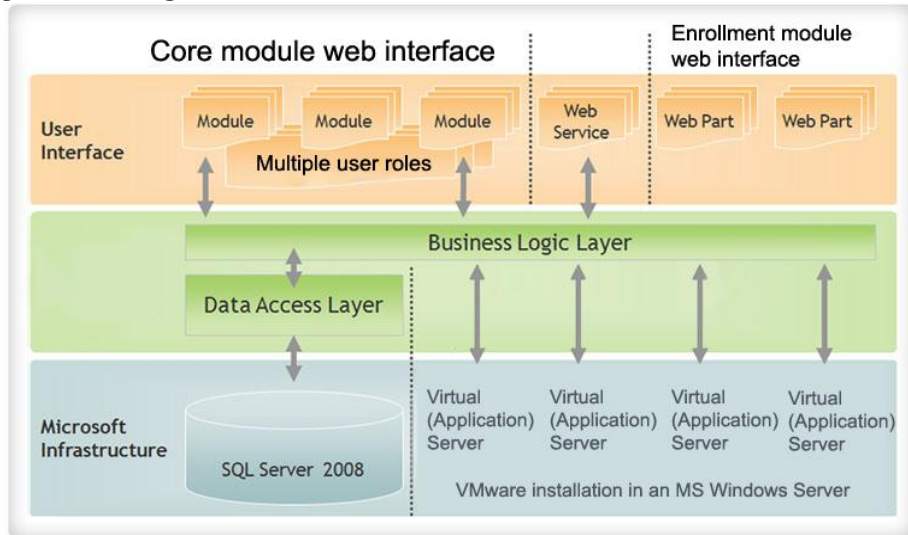 Core module web interface
Enrollment module
web interface
User
Interface
Module
Module
Module
Web
Service
Web Part
Web Part
Multiple user roles
Business Logic Layer
Data Access Layer
Microsoft
Infrastructure
SQL Server 2008
Virtual
(Application)
Server
Virtual
(Application)
Server
Virtual
(Application)
Server
Virtual
(Application)
Server
VMware installation in an MS Windows Server